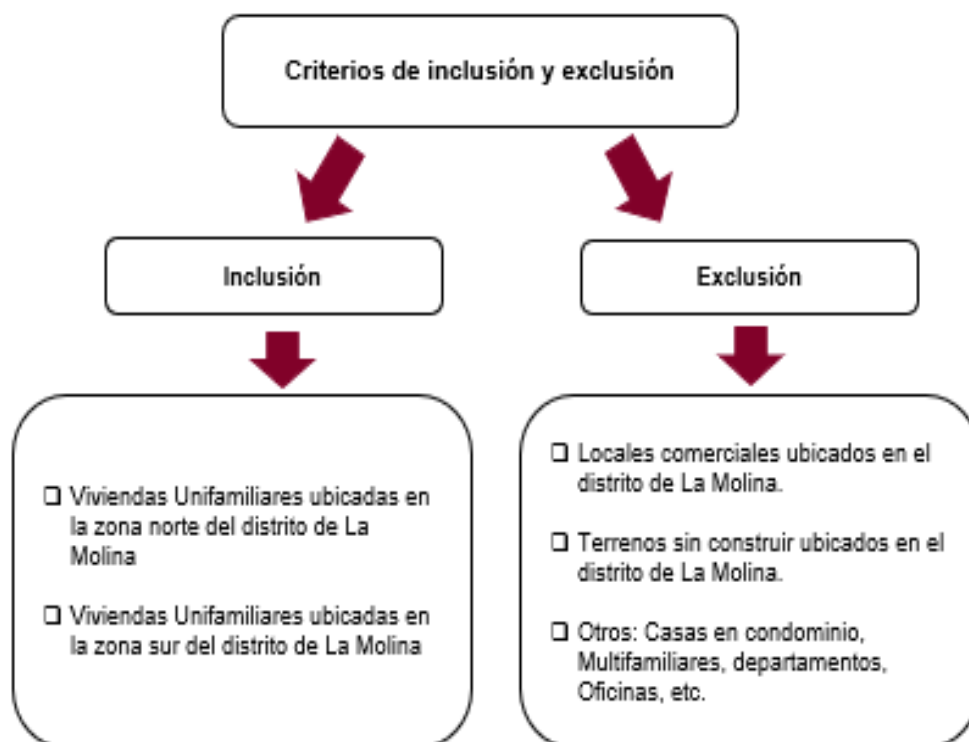 Criterios de inclusión y exclusión
Inclusión
Exclusión
❑ Viviendas Unifamiliares ubicadas en
la zona norte del distrito de La
Molina
❑ Viviendas Unifamiliares ubicadas en
la zona sur del distrito de La Molina
❑ Locales comerciales ubicados en el
distrito de La Molina.
❑ Terrenos sin construir ubicados en el
distrito de La Molina.
❑ Otros: Casas en condominio,
Multifamiliares, departamentos,
Oficinas, etc.